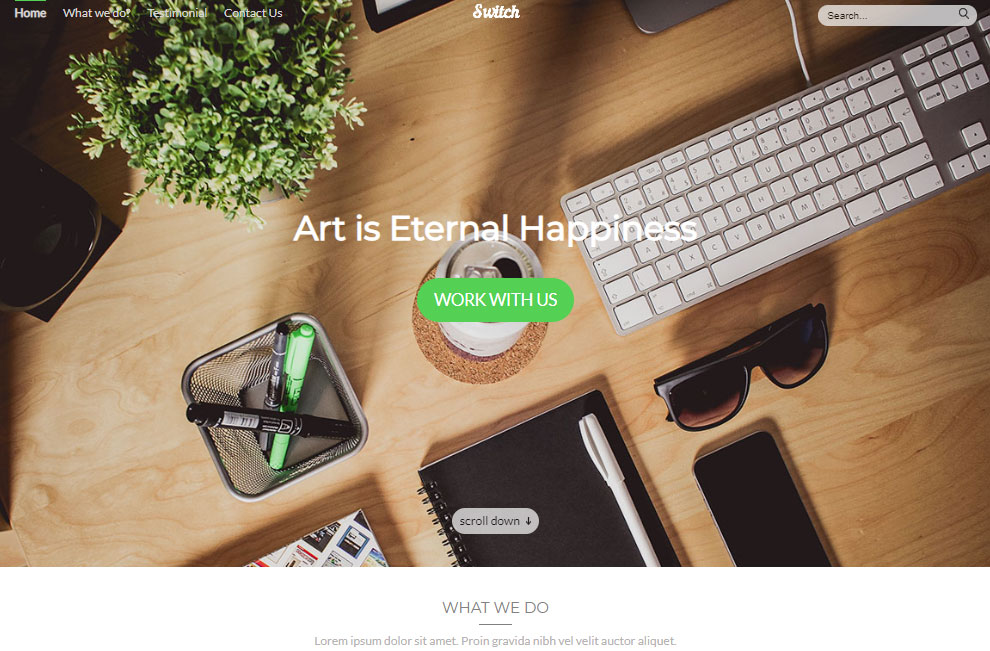 Home What we do? Testimonial Contact Us Switch Search...
Art is Eternal Happiness
WORK WITH US
scroll down ↓
WHAT WE DO
Lorem ipsum dolor sit amet. Proin gravida nibh vel velit auctor aliquet.